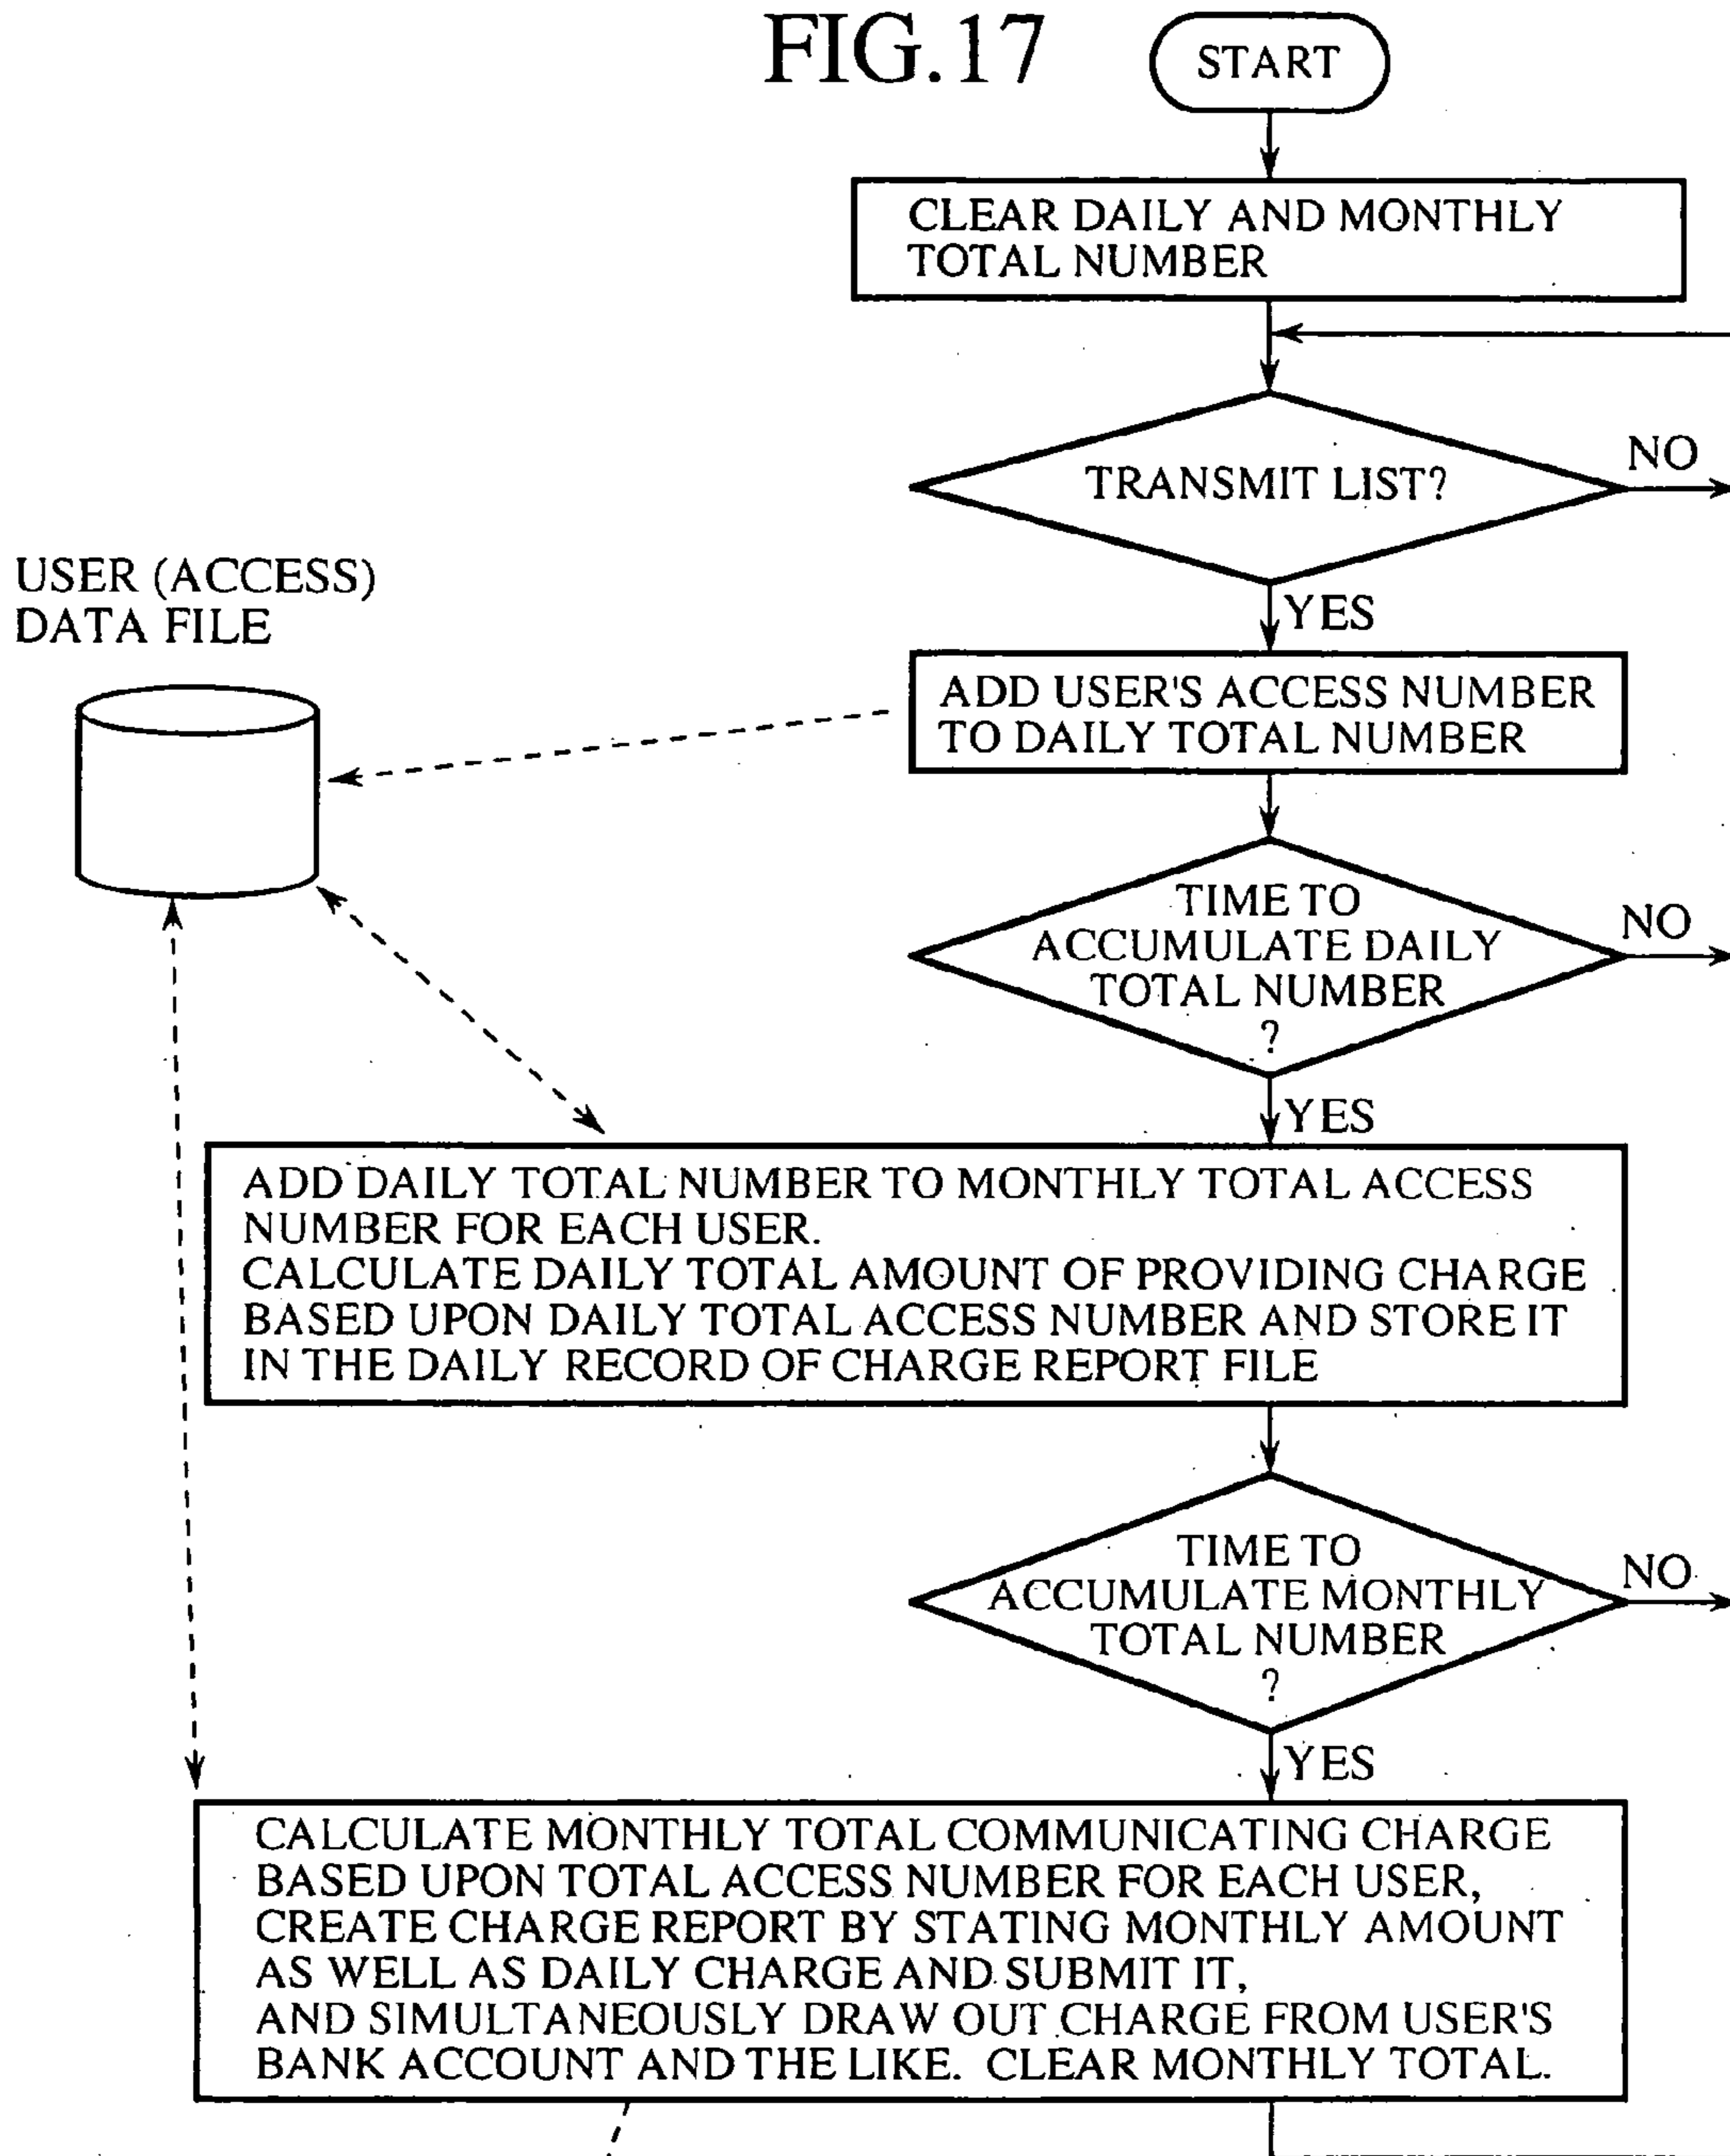 FIG.17
START
CLEAR DAILY AND MONTHLY
TOTAL NUMBER
TRANSMIT LIST?
NO
YES
USER (ACCESS)
DATA FILE
ADD USER'S ACCESS NUMBER
TO DAILY TOTAL NUMBER
TIME TO
ACCUMULATE DAILY
TOTAL NUMBER
?
NO
YES
ADD DAILY TOTAL NUMBER TO MONTHLY TOTAL ACCESS
NUMBER FOR EACH USER.
CALCULATE DAILY TOTAL AMOUNT OF PROVIDING CHARGE
BASED UPON DAILY TOTAL ACCESS NUMBER AND STORE IT
IN THE DAILY RECORD OF CHARGE REPORT FILE
TIME TO
ACCUMULATE MONTHLY
TOTAL NUMBER
?
NO
YES
CALCULATE MONTHLY TOTAL COMMUNICATING CHARGE
BASED UPON TOTAL ACCESS NUMBER FOR EACH USER,
CREATE CHARGE REPORT BY STATING MONTHLY AMOUNT
AS WELL AS DAILY CHARGE AND SUBMIT IT,
AND SIMULTANEOUSLY DRAW OUT CHARGE FROM USER'S
BANK ACCOUNT AND THE LIKE. CLEAR MONTHLY TOTAL.